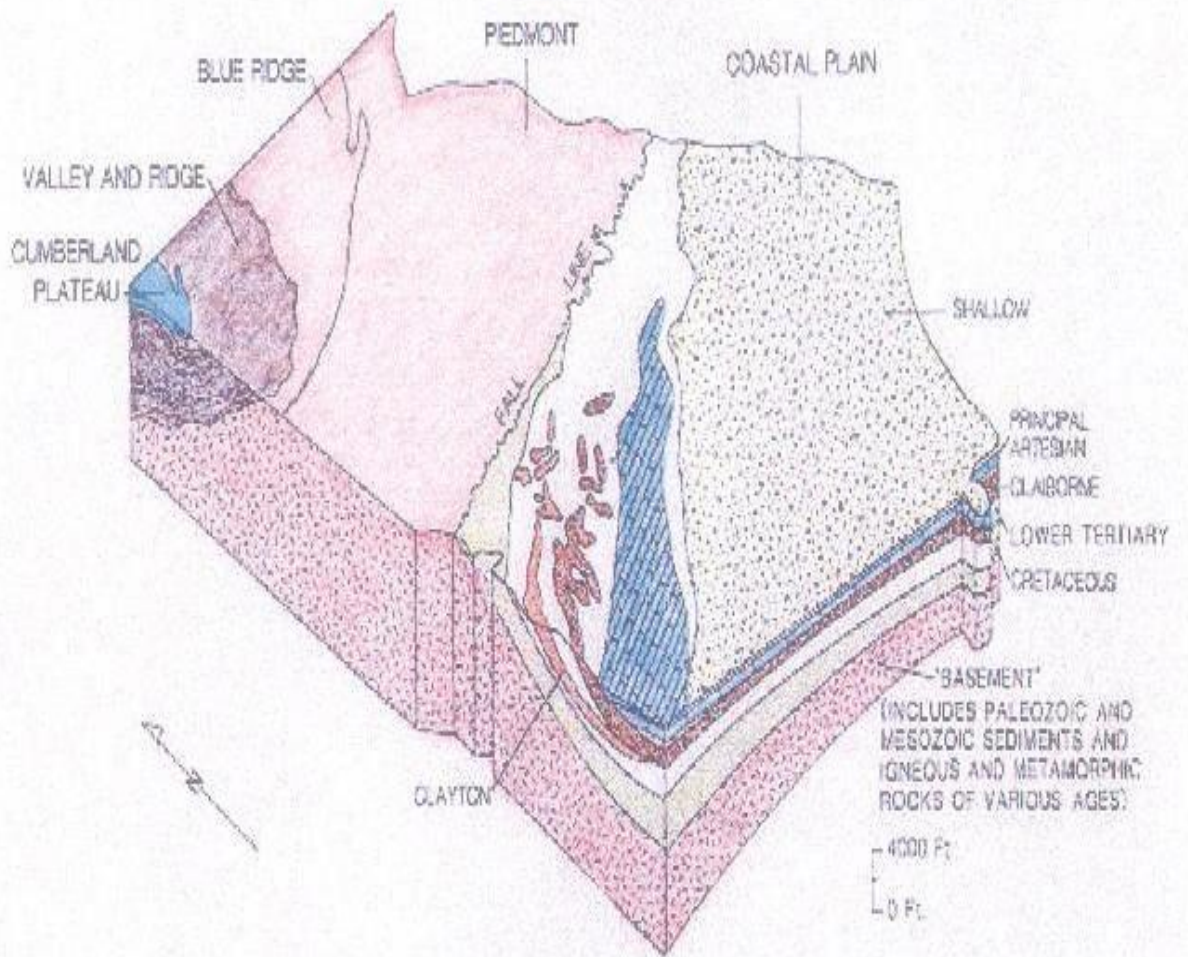 PIEDMONT
BLUE RIDGE
COASTAL PLAIN
VALLEY AND RIDGE
CUMBERLAND
PLATEAU
FALL LINE
SHALLOW
PRINCIPAL
ARTESIAN
CLAIBORNE
LOWER TERTIARY
CRETACEOUS
"BASEMENT"
(INCLUDES PALEOZOIC AND
MESOZOIC SEDIMENTS AND
IGNEOUS AND METAMORPHIC
ROCKS OF VARIOUS AGES)
N
CLAYTON
4000 Ft.
0 Ft.